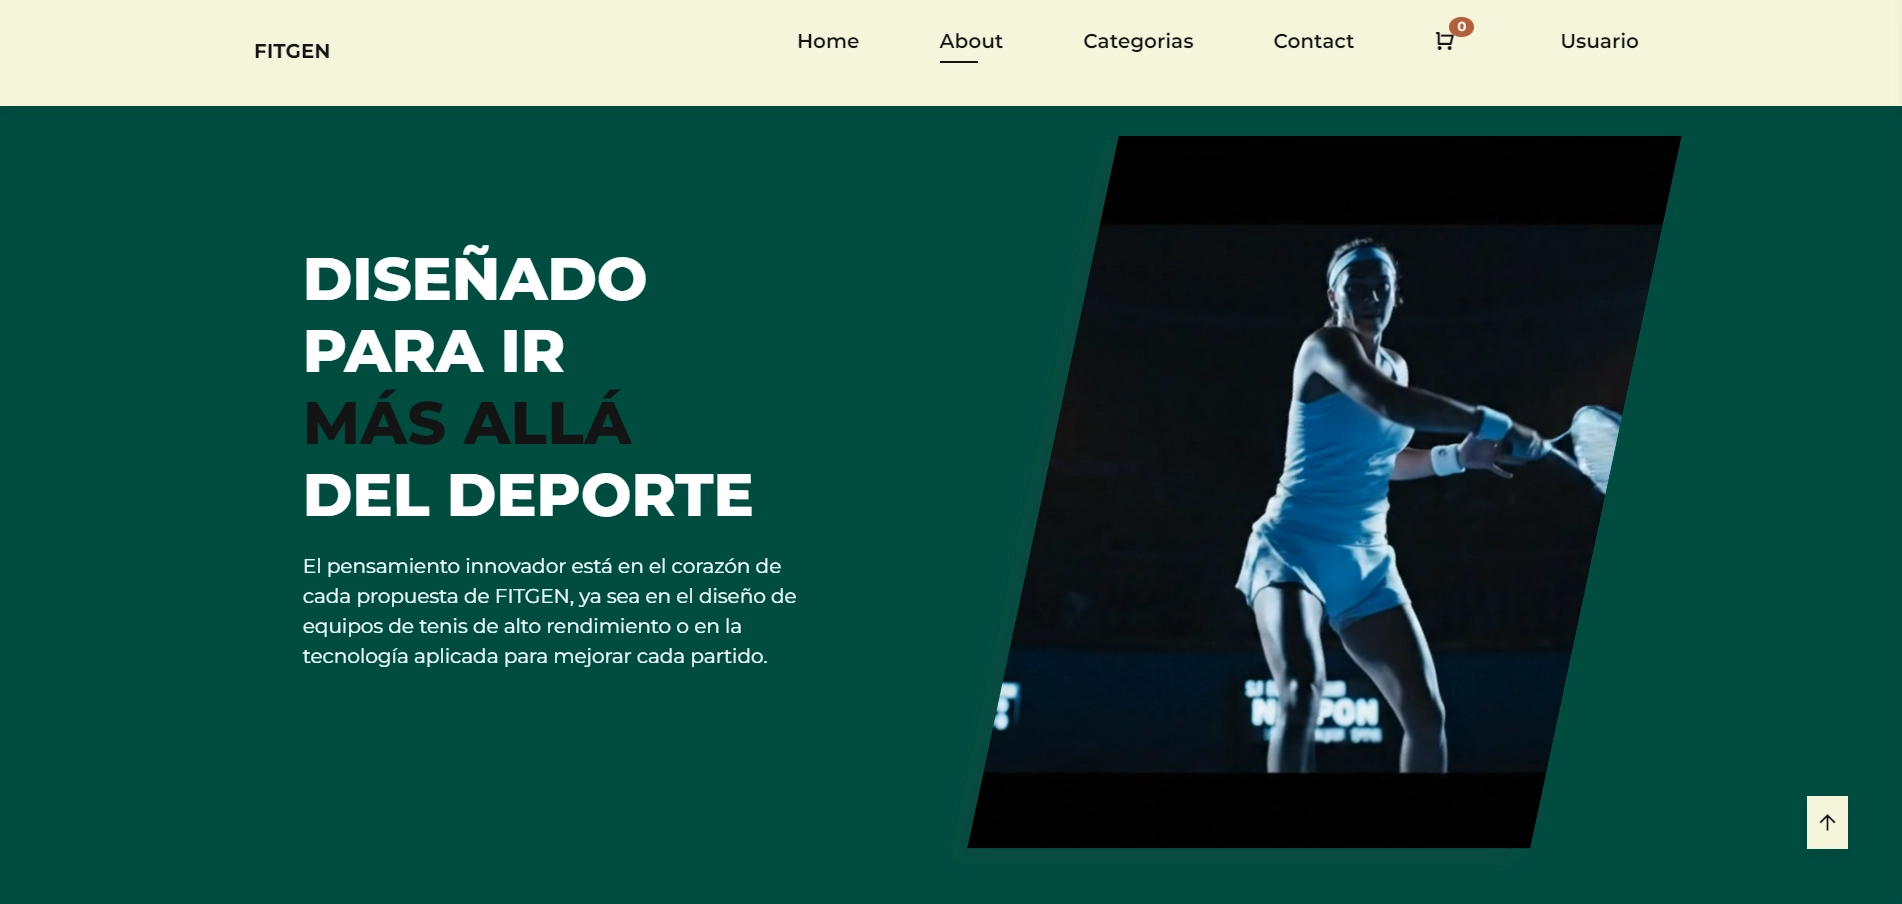 FITGEN
Home
About
Categorias
Contact
0
Usuario
DISEÑADO
PARA IR
MÁS ALLÁ
DEL DEPORTE
El pensamiento innovador está en el corazón de
cada propuesta de FITGEN, ya sea en el diseño de
equipos de tenis de alto rendimiento o en la
tecnología aplicada para mejorar cada partido.